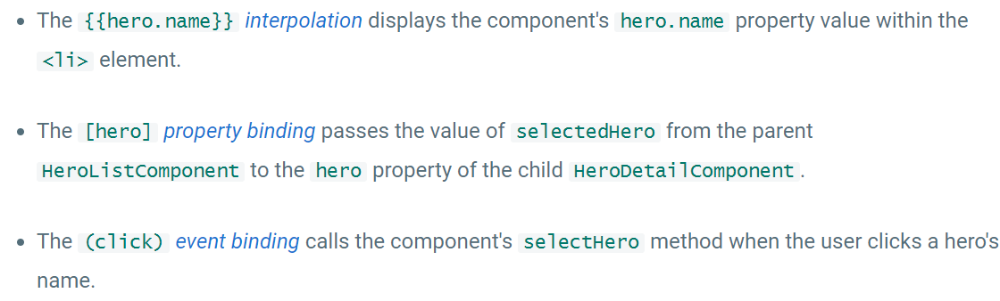 • The {{hero.name}} interpolation displays the component's hero.name property value within the
<li> element.
• The [hero] property binding passes the value of selectedHero from the parent
HeroListComponent to the hero property of the child HeroDetailComponent .
• The (click) event binding calls the component's selectHero method when the user clicks a hero's
name.